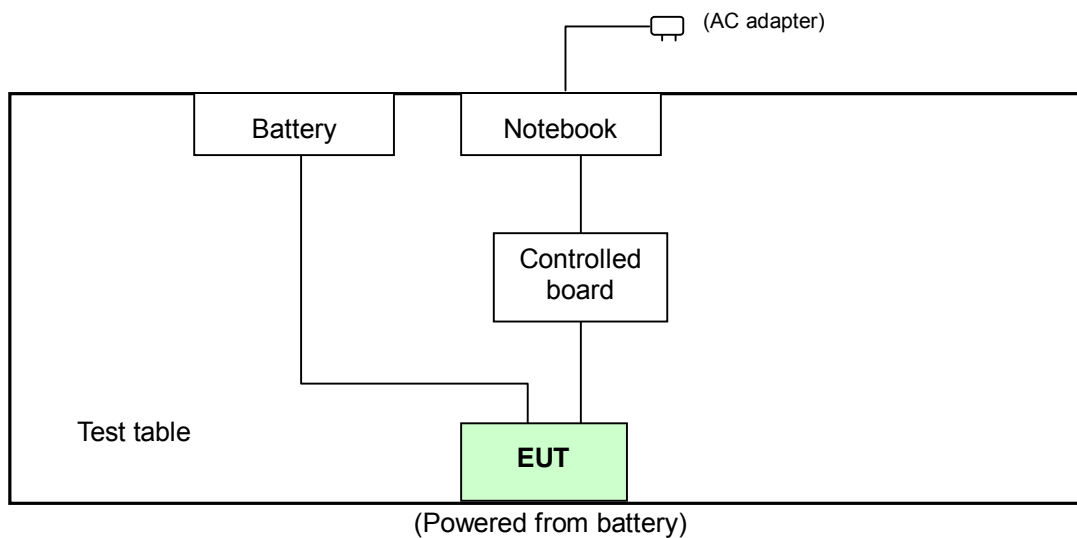 (AC adapter)
Battery
Notebook
Controlled
board
Test table
EUT
(Powered from battery)